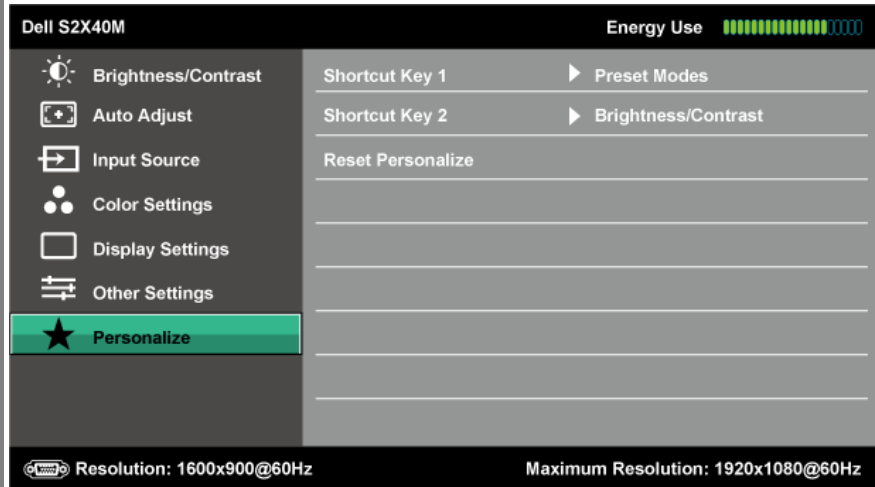 Dell S2X40M
Energy Use
Brightness/Contrast
Auto Adjust
Input Source
Color Settings
Display Settings
Other Settings
Personalize
Shortcut Key 1 Preset Modes
Shortcut Key 2 Brightness/Contrast
Reset Personalize
Resolution: 1600x900@60Hz
Maximum Resolution: 1920x1080@60Hz